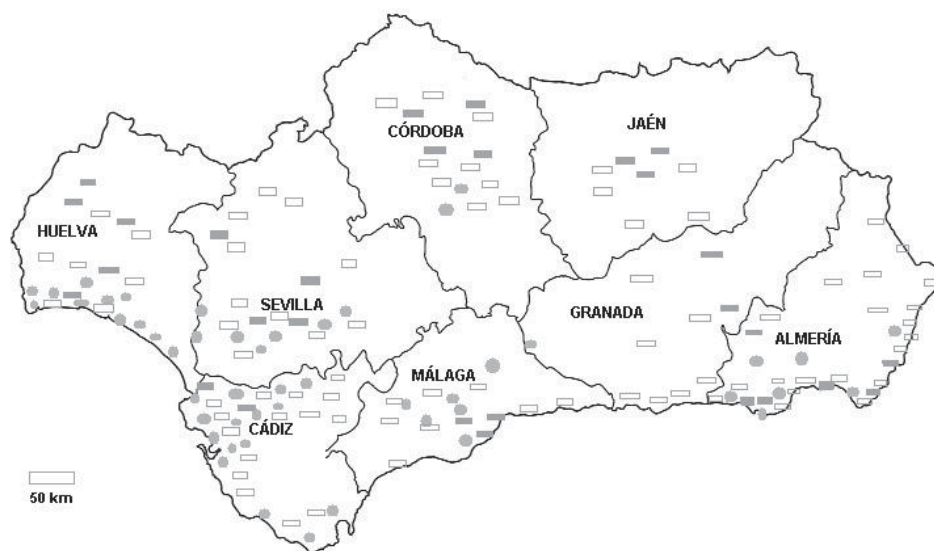 CÓRDOBA
JAÉN
HUELVA
SEVILLA
GRANADA
ALMERÍA
MÁLAGA
CÁDIZ
50 km